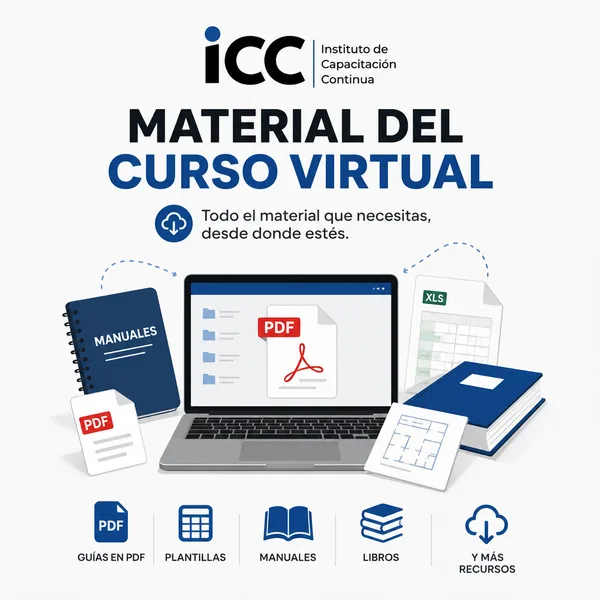 icc
Instituto de
Capacitación
Continua
MATERIAL DEL
CURSO VIRTUAL
Todo el material que necesitas,
desde donde estés.
MANUALES
PDF
XLS
PDF
PDF
GUÍAS EN PDF
PLANTILLAS
MANUALES
LIBROS
Y MÁS
RECURSOS